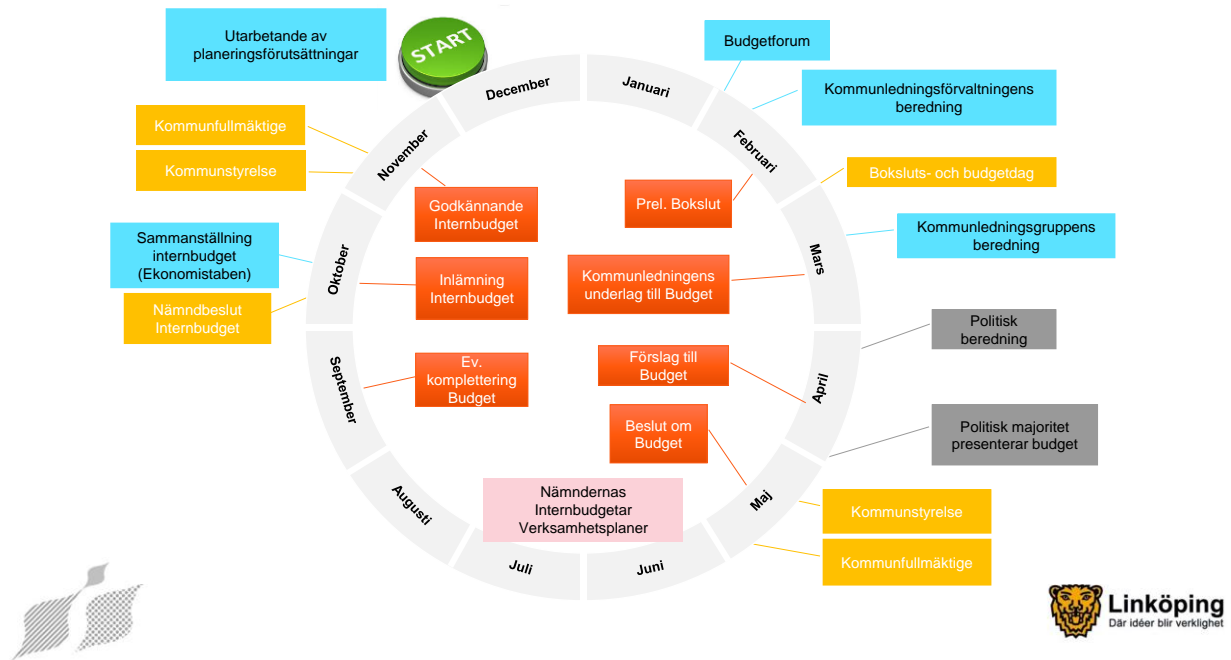 Utarbetande av
planeringsförutsättningar
START
Budgetforum
Kommunledningsförvaltningens
beredning
Boksluts- och budgetdag
Kommunledningsgruppens
beredning
Politisk
beredning
Politisk majoritet
presenterar budget
Kommunstyrelse
Kommunfullmäktige
Kommunfullmäktige
Kommunstyrelse
Sammanställning
internbudget
(Ekonomistaben)
Nämndbeslut
Internbudget
Januari
Februari
Mars
April
Maj
Juni
Juli
Augusti
September
Oktober
November
December
Prel. Bokslut
Kommunledningens
underlag till Budget
Förslag till
Budget
Beslut om
Budget
Nämndernas
Internbudgetar
Verksamhetsplaner
Ev.
komplettering
Budget
Inlämning
Internbudget
Godkännande
Internbudget
Linköping
Där idéer blir verklighet